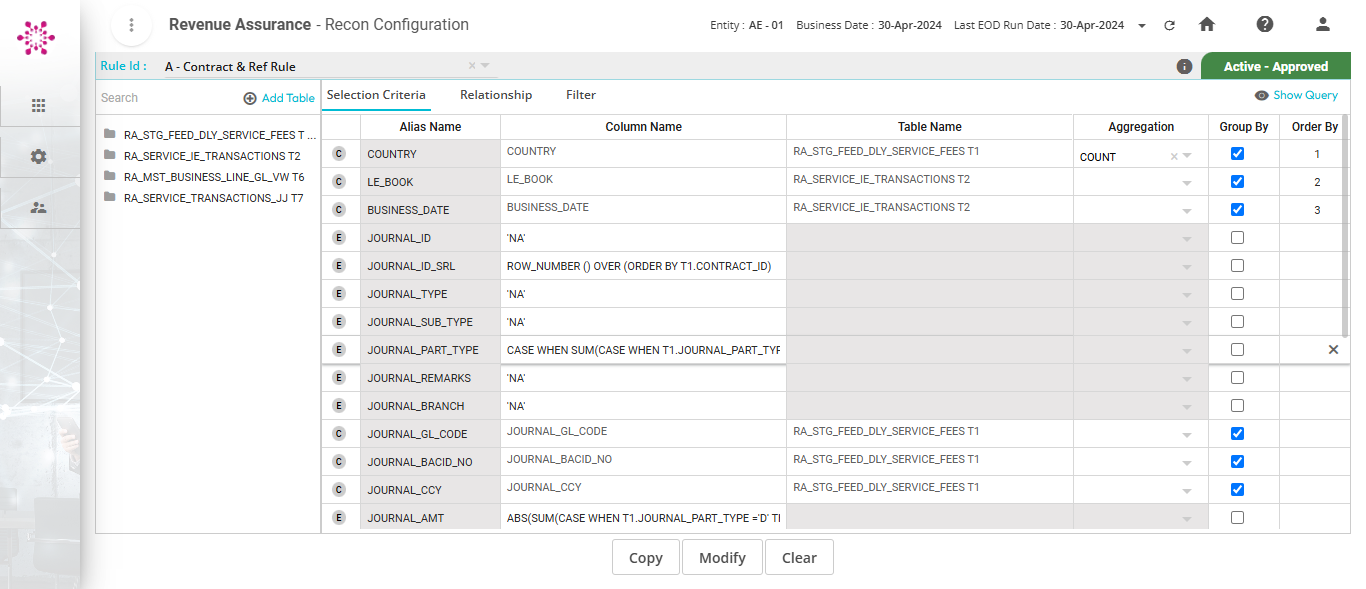 Revenue Assurance - Recon Configuration
Entity : AE - 01 Business Date : 30-Apr-2024 Last EOD Run Date : 30-Apr-2024
Rule Id : A - Contract & Ref Rule
Active - Approved
Search Add Table
Selection Criteria Relationship Filter Show Query
RA_STG_FEED_DLY_SERVICE_FEES T ...
RA_SERVICE_IE_TRANSACTIONS T2
RA_MST_BUSINESS_LINE_GL_VW T6
RA_SERVICE_TRANSACTIONS_JJ T7
Alias Name Column Name Table Name Aggregation Group By Order By
C COUNTRY COUNTRY RA_STG_FEED_DLY_SERVICE_FEES T1 COUNT 1
C LE_BOOK LE_BOOK RA_SERVICE_IE_TRANSACTIONS T2 2
C BUSINESS_DATE BUSINESS_DATE RA_SERVICE_IE_TRANSACTIONS T2 3
E JOURNAL_ID 'NA'
E JOURNAL_ID_SRL ROW_NUMBER () OVER (ORDER BY T1.CONTRACT_ID)
E JOURNAL_TYPE 'NA'
E JOURNAL_SUB_TYPE 'NA'
E JOURNAL_PART_TYPE CASE WHEN SUM(CASE WHEN T1.JOURNAL_PART_TYP
E JOURNAL_REMARKS 'NA'
E JOURNAL_BRANCH 'NA'
C JOURNAL_GL_CODE JOURNAL_GL_CODE RA_STG_FEED_DLY_SERVICE_FEES T1
C JOURNAL_BACID_NO JOURNAL_BACID_NO RA_STG_FEED_DLY_SERVICE_FEES T1
C JOURNAL_CCY JOURNAL_CCY RA_STG_FEED_DLY_SERVICE_FEES T1
E JOURNAL_AMT ABS(SUM(CASE WHEN T1.JOURNAL_PART_TYPE ='D' TH
Copy Modify Clear